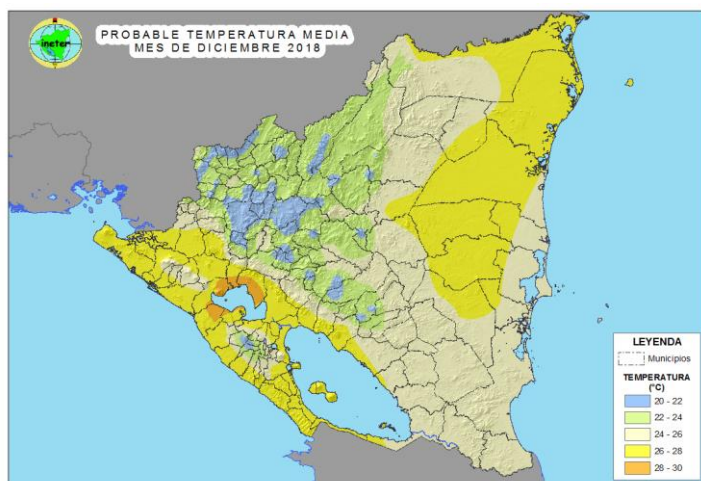 ineter
PROBABLE TEMPERATURA MEDIA
MES DE DICIEMBRE 2018
LEYENDA
Municipios
TEMPERATURA
(°C)
20 - 22
22 - 24
24 - 26
26 - 28
28 - 30